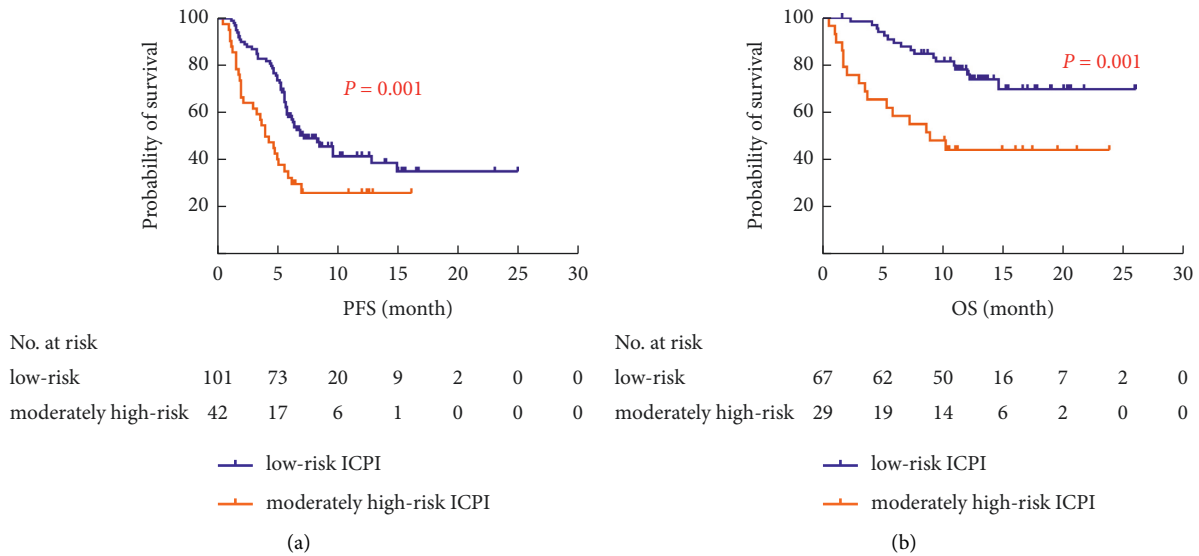 100
80
60
40
20
Probability of survival
P = 0.001
0 5 10 15 20 25 30
PFS (month)
No. at risk
low-risk 101 73 20 9 2 0 0
moderately high-risk 42 17 6 1 0 0 0
low-risk ICPI
moderately high-risk ICPI
(a)
100
80
60
40
20
Probability of survival
P = 0.001
0 5 10 15 20 26 30
OS (month)
No. at risk
low-risk 67 62 50 16 7 2 0
moderately high-risk 29 19 14 6 2 0 0
low-risk ICPI
moderately high-risk ICPI
(b)